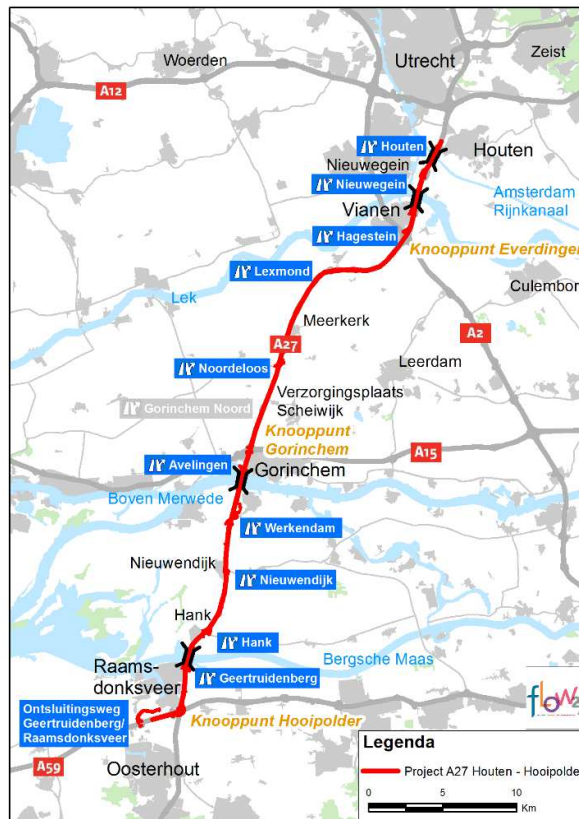 Utrecht
Zeist
Woerden
A12
Houten
Houten
Nieuwegein
Nieuwegein
Amsterdam
Rijnkanaal
Vianen
Hagestein
Knooppunt Everdingen
Lexmond
Culembor
Lek
Meerkerk
A2
A27
Leerdam
Noordeloos
Verzorgingsplaats
Scheiwijk
Gorinchem Noord
Knooppunt
Gorinchem
A15
Avelingen
Gorinchem
Boven Merwede
Werkendam
Nieuwendijk
Nieuwendijk
Hank
Hank
Raams-
donksveer
Bergsche Maas
Geertruidenberg
Ontsluitingsweg
Geertruidenberg/
Raamsdonksveer
Knooppunt Hooipolder
flow
A59
Oosterhout
Legenda
Project A27 Houten - Hooipolder
0 5 10
Km